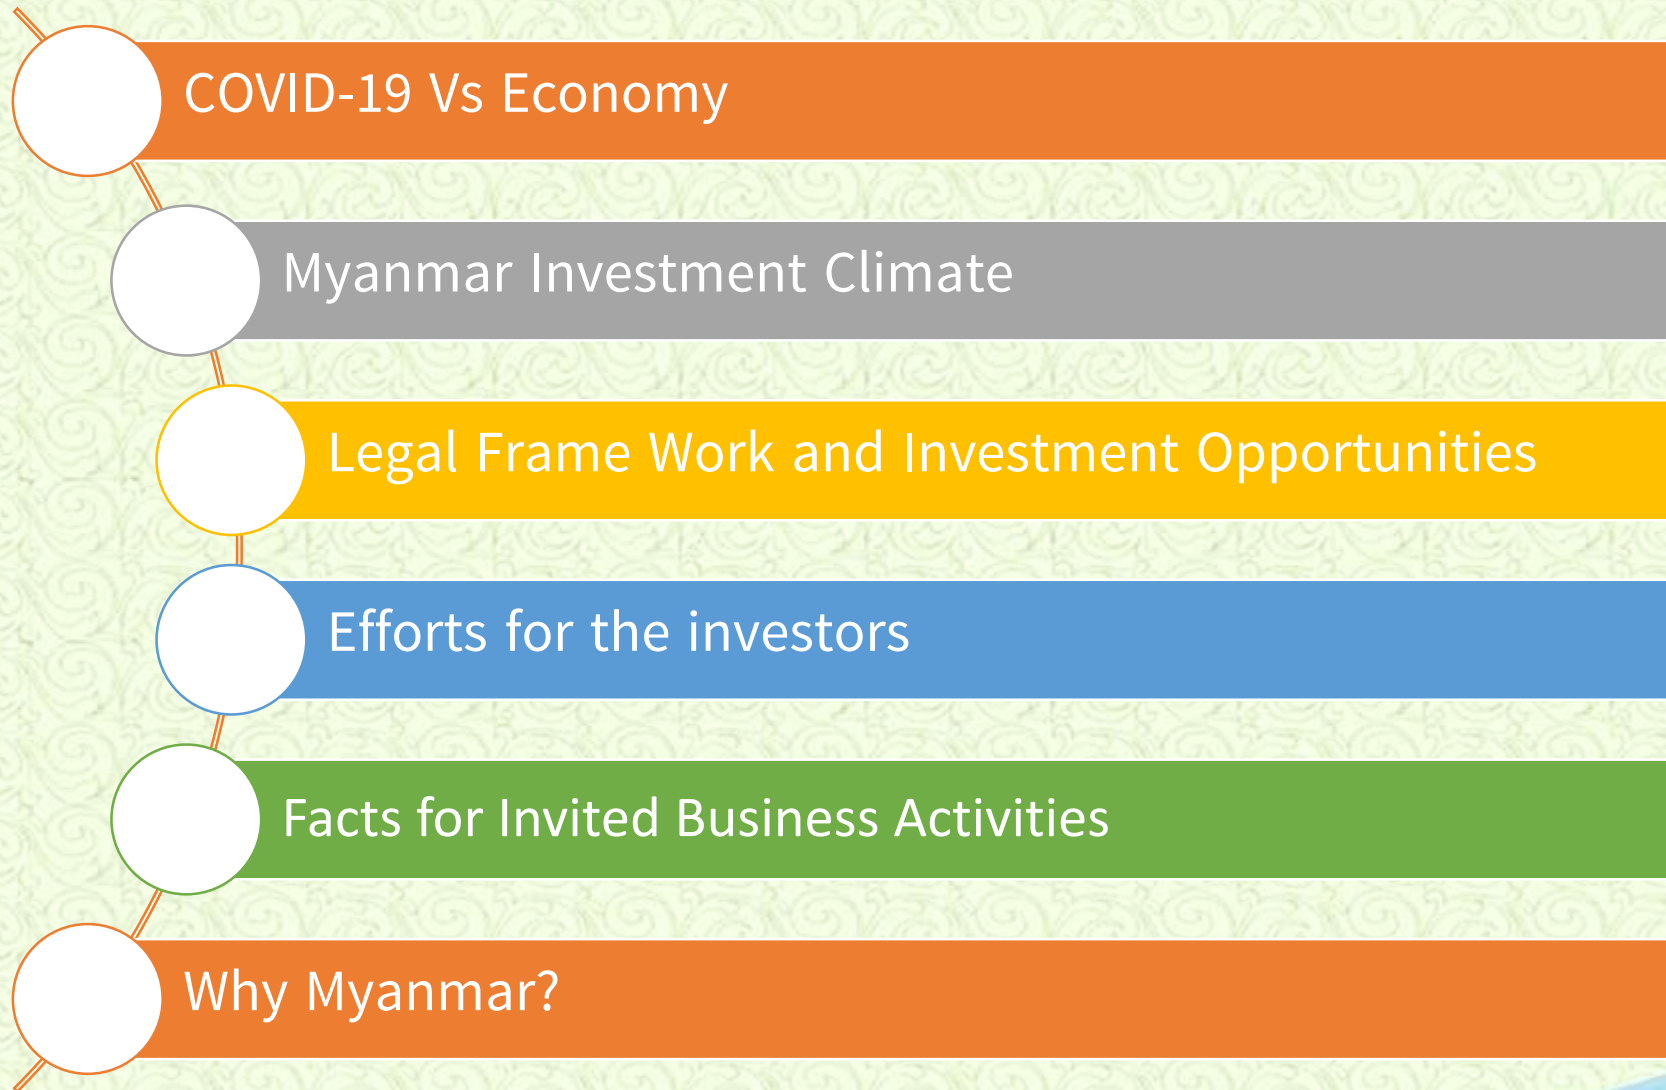 COVID-19 Vs Economy
Myanmar Investment Climate
Legal Frame Work and Investment Opportunities
Efforts for the investors
Facts for Invited Business Activities
Why Myanmar?